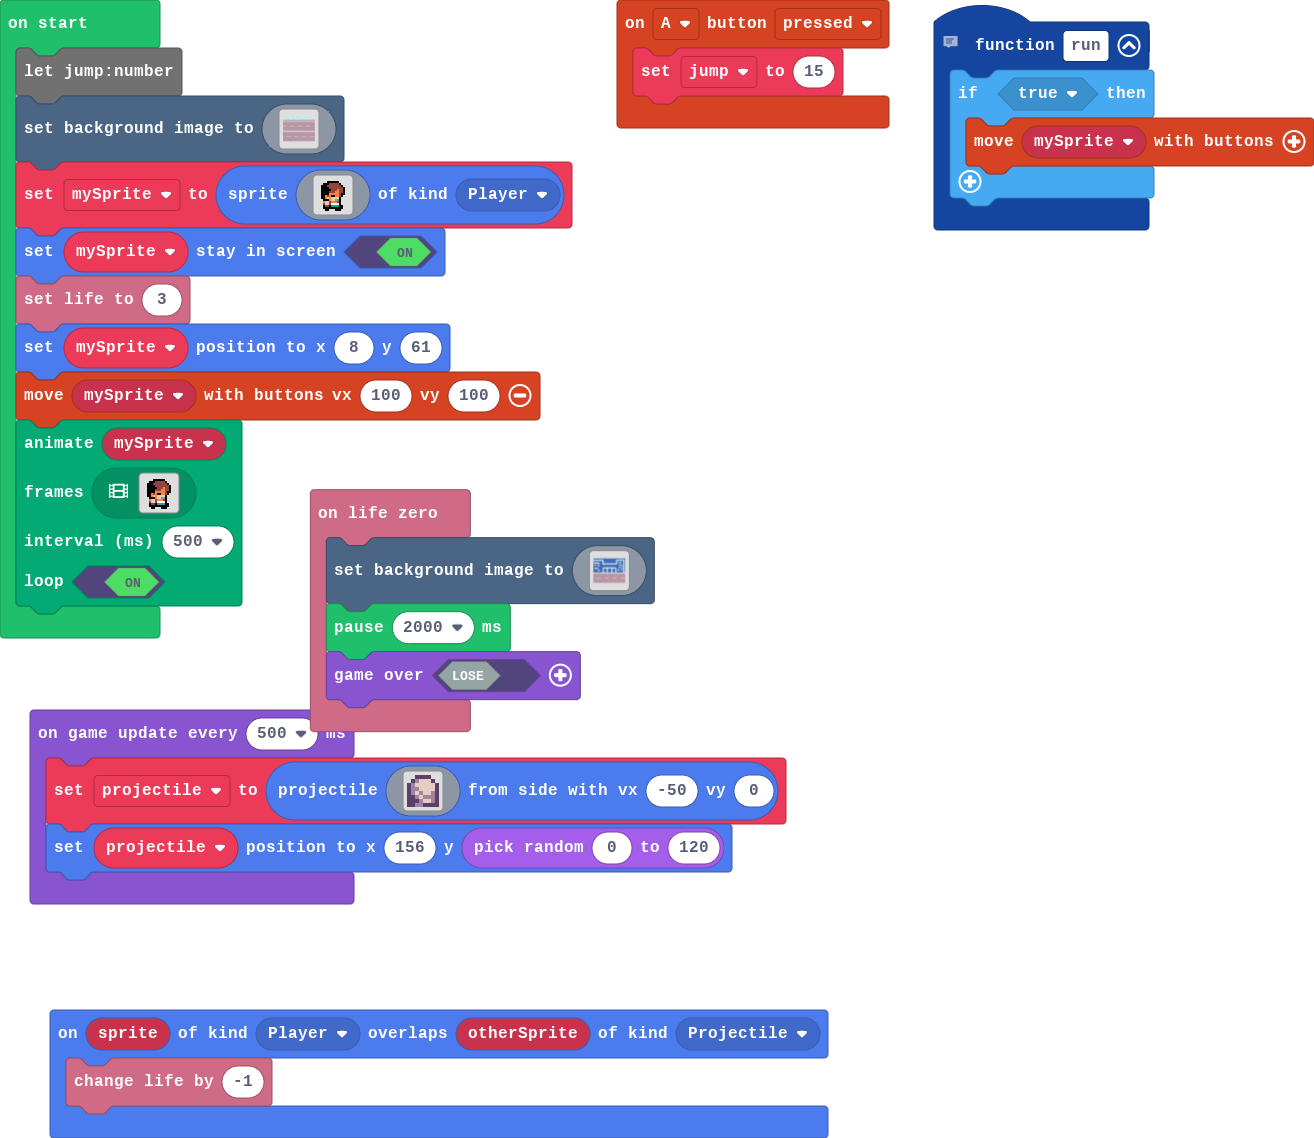 on start
let jump:number
set background image to
set mySprite to sprite of kind Player
set mySprite stay in screen ON
set life to 3
set mySprite position to x 8 y 61
move mySprite with buttons vx 100 vy 100
animate mySprite
frames
interval (ms) 500
loop ON
on A button pressed
set jump to 15
function run
if true then
move mySprite with buttons
on life zero
set background image to
pause 2000 ms
game over LOSE
on game update every 500 ms
set projectile to projectile from side with vx -50 vy 0
set projectile position to x 156 y pick random 0 to 120
on sprite of kind Player overlaps otherSprite of kind Projectile
change life by -1